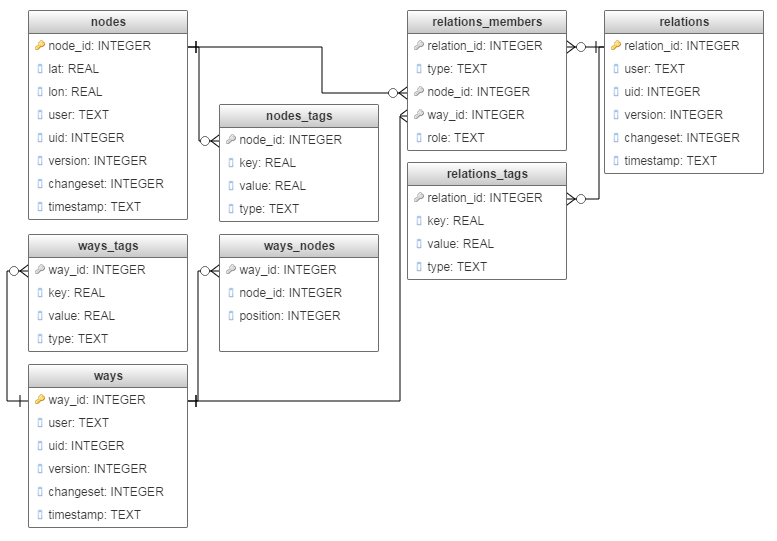 nodes
node_id: INTEGER
lat: REAL
lon: REAL
user: TEXT
uid: INTEGER
version: INTEGER
changeset: INTEGER
timestamp: TEXT
nodes_tags
node_id: INTEGER
key: REAL
value: REAL
type: TEXT
relations_members
relation_id: INTEGER
type: TEXT
node_id: INTEGER
way_id: INTEGER
role: TEXT
relations
relation_id: INTEGER
user: TEXT
uid: INTEGER
version: INTEGER
changeset: INTEGER
timestamp: TEXT
relations_tags
relation_id: INTEGER
key: REAL
value: REAL
type: TEXT
ways_tags
way_id: INTEGER
key: REAL
value: REAL
type: TEXT
ways_nodes
way_id: INTEGER
node_id: INTEGER
position: INTEGER
ways
way_id: INTEGER
user: TEXT
uid: INTEGER
version: INTEGER
changeset: INTEGER
timestamp: TEXT